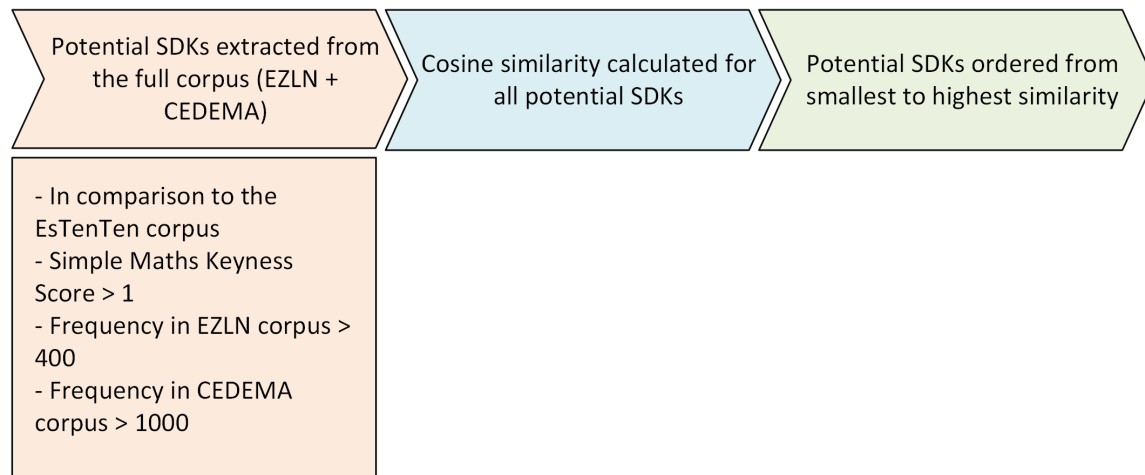 Potential SDKs extracted from
the full corpus (EZLN +
CEDEMA)
Cosine similarity calculated for
all potential SDKs
Potential SDKs ordered from
smallest to highest similarity
- In comparison to the
EsTenTen corpus
- Simple Maths Keyness
Score > 1
- Frequency in EZLN corpus >
400
- Frequency in CEDEMA
corpus > 1000